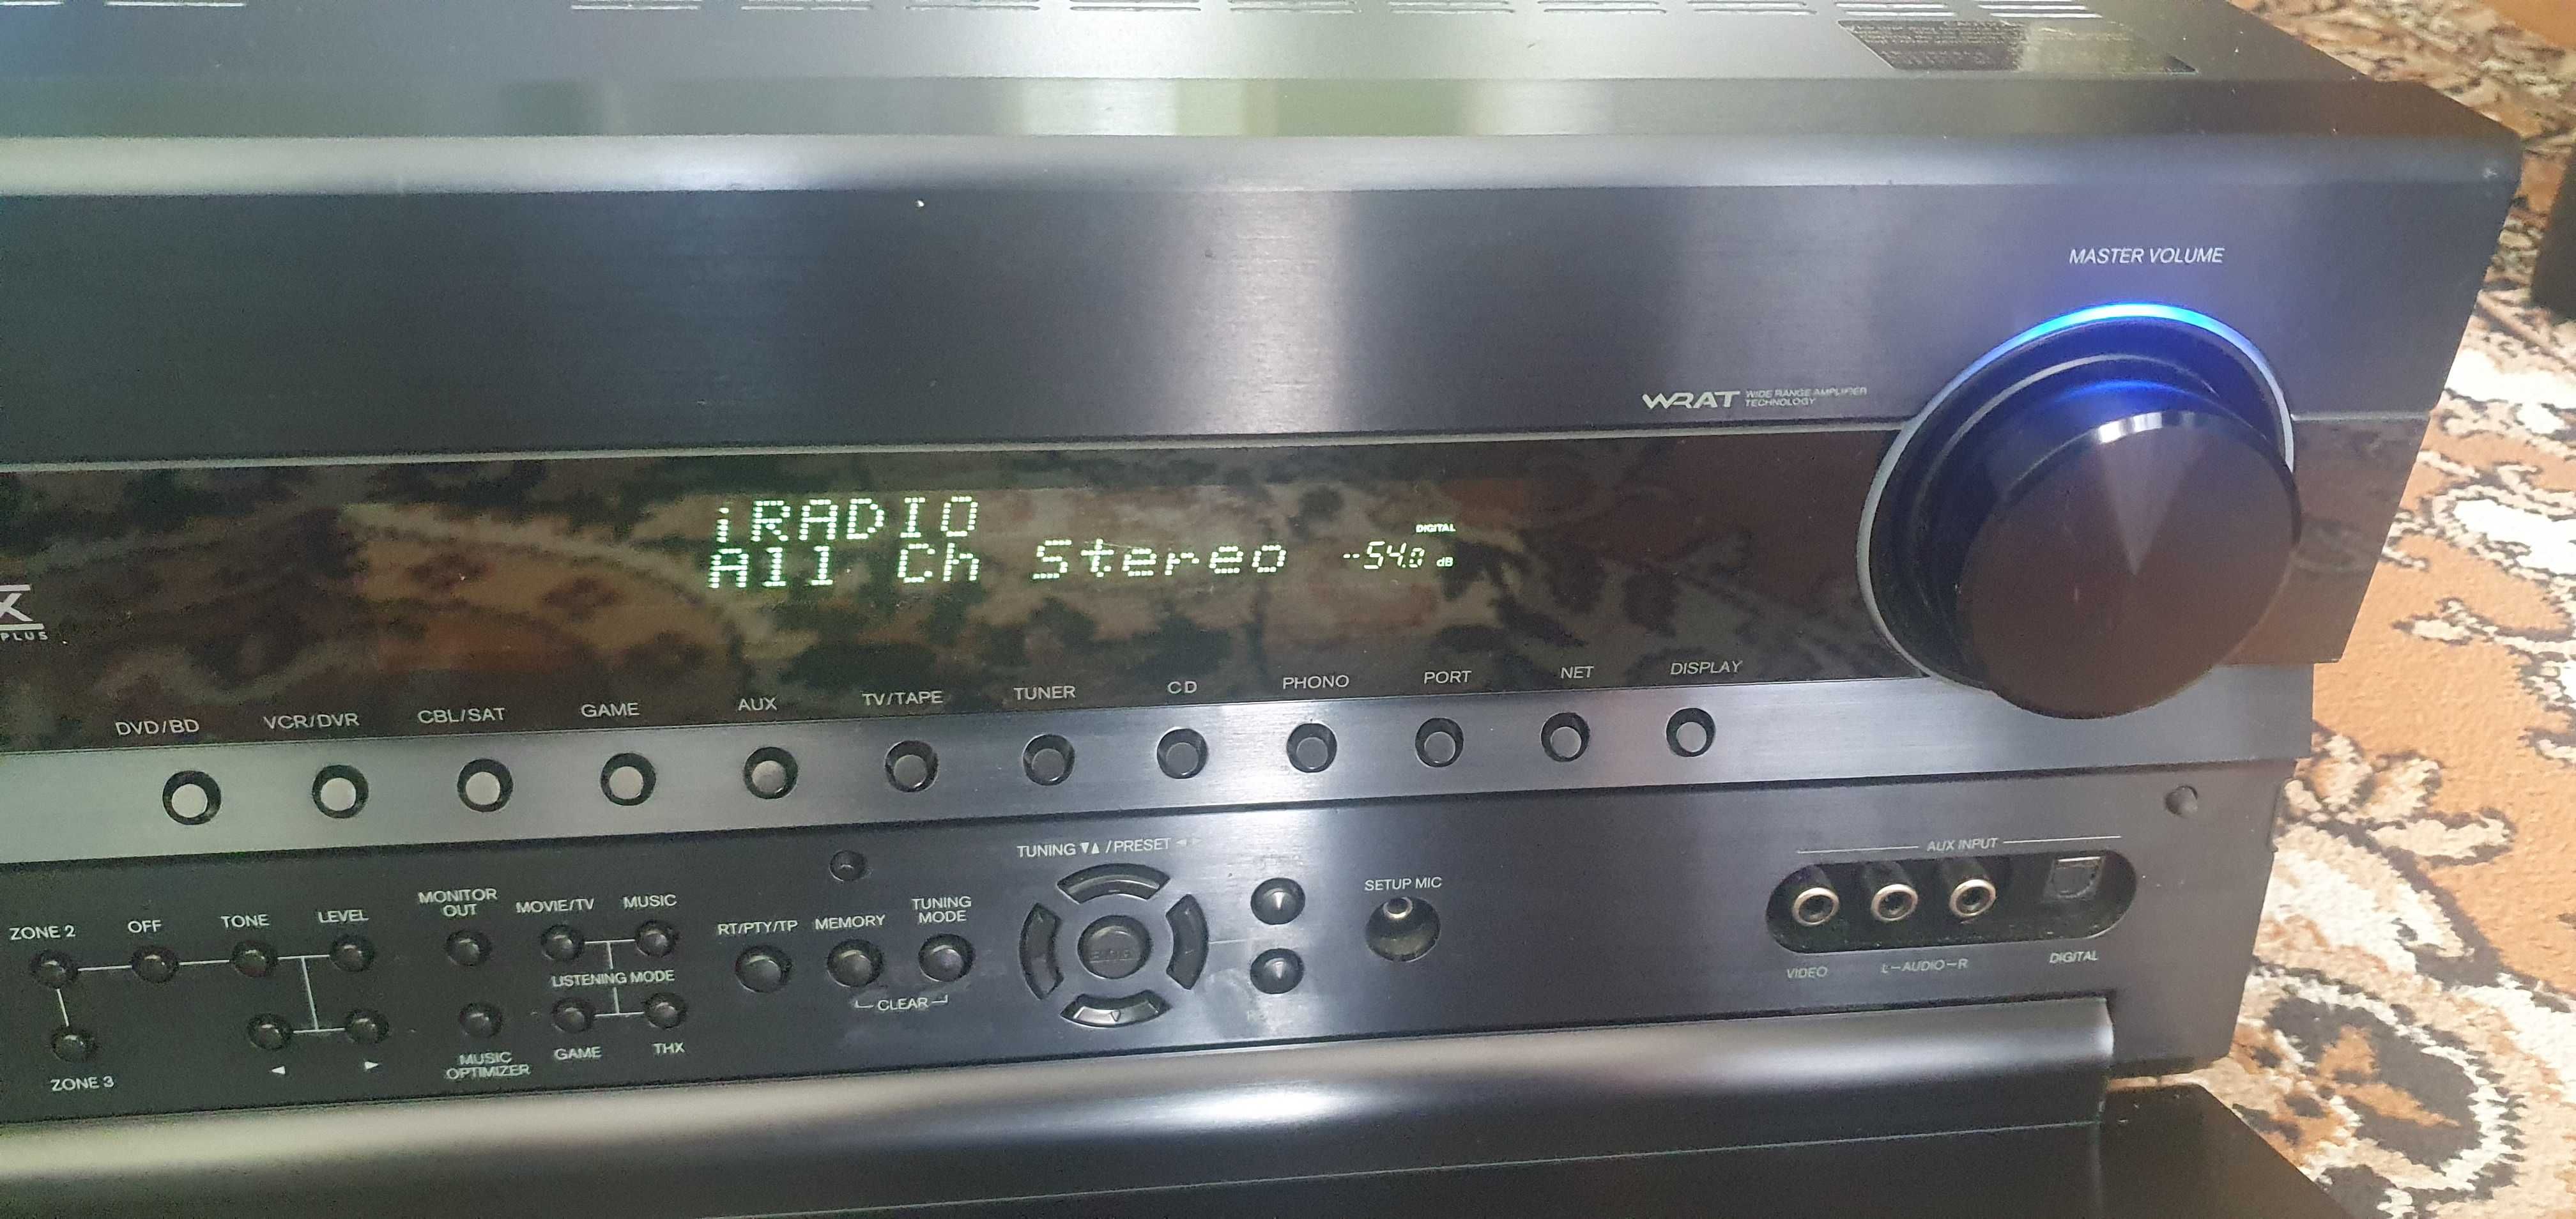 MASTER VOLUME
WRAT WIDE RANGE AMPLIFIER
TECHNOLOGY
iRADIO
DIGITAL
All Ch Stereo -54.0 dB
X
PLUS
DVD/BD VCR/DVR CBL/SAT GAME AUX TV/TAPE TUNER CD PHONO PORT NET DISPLAY
TUNING ▼▲ / PRESET ◄ ►
AUX INPUT
SETUP MIC
MONITOR
OUT
MOVIE/TV MUSIC
TUNING
MODE
ZONE 2 OFF TONE LEVEL
RT/PTY/TP MEMORY
LISTENING MODE
CLEAR
VIDEO L-AUDIO-R DIGITAL
MUSIC
OPTIMIZER
GAME THX
◄ ►
ZONE 3